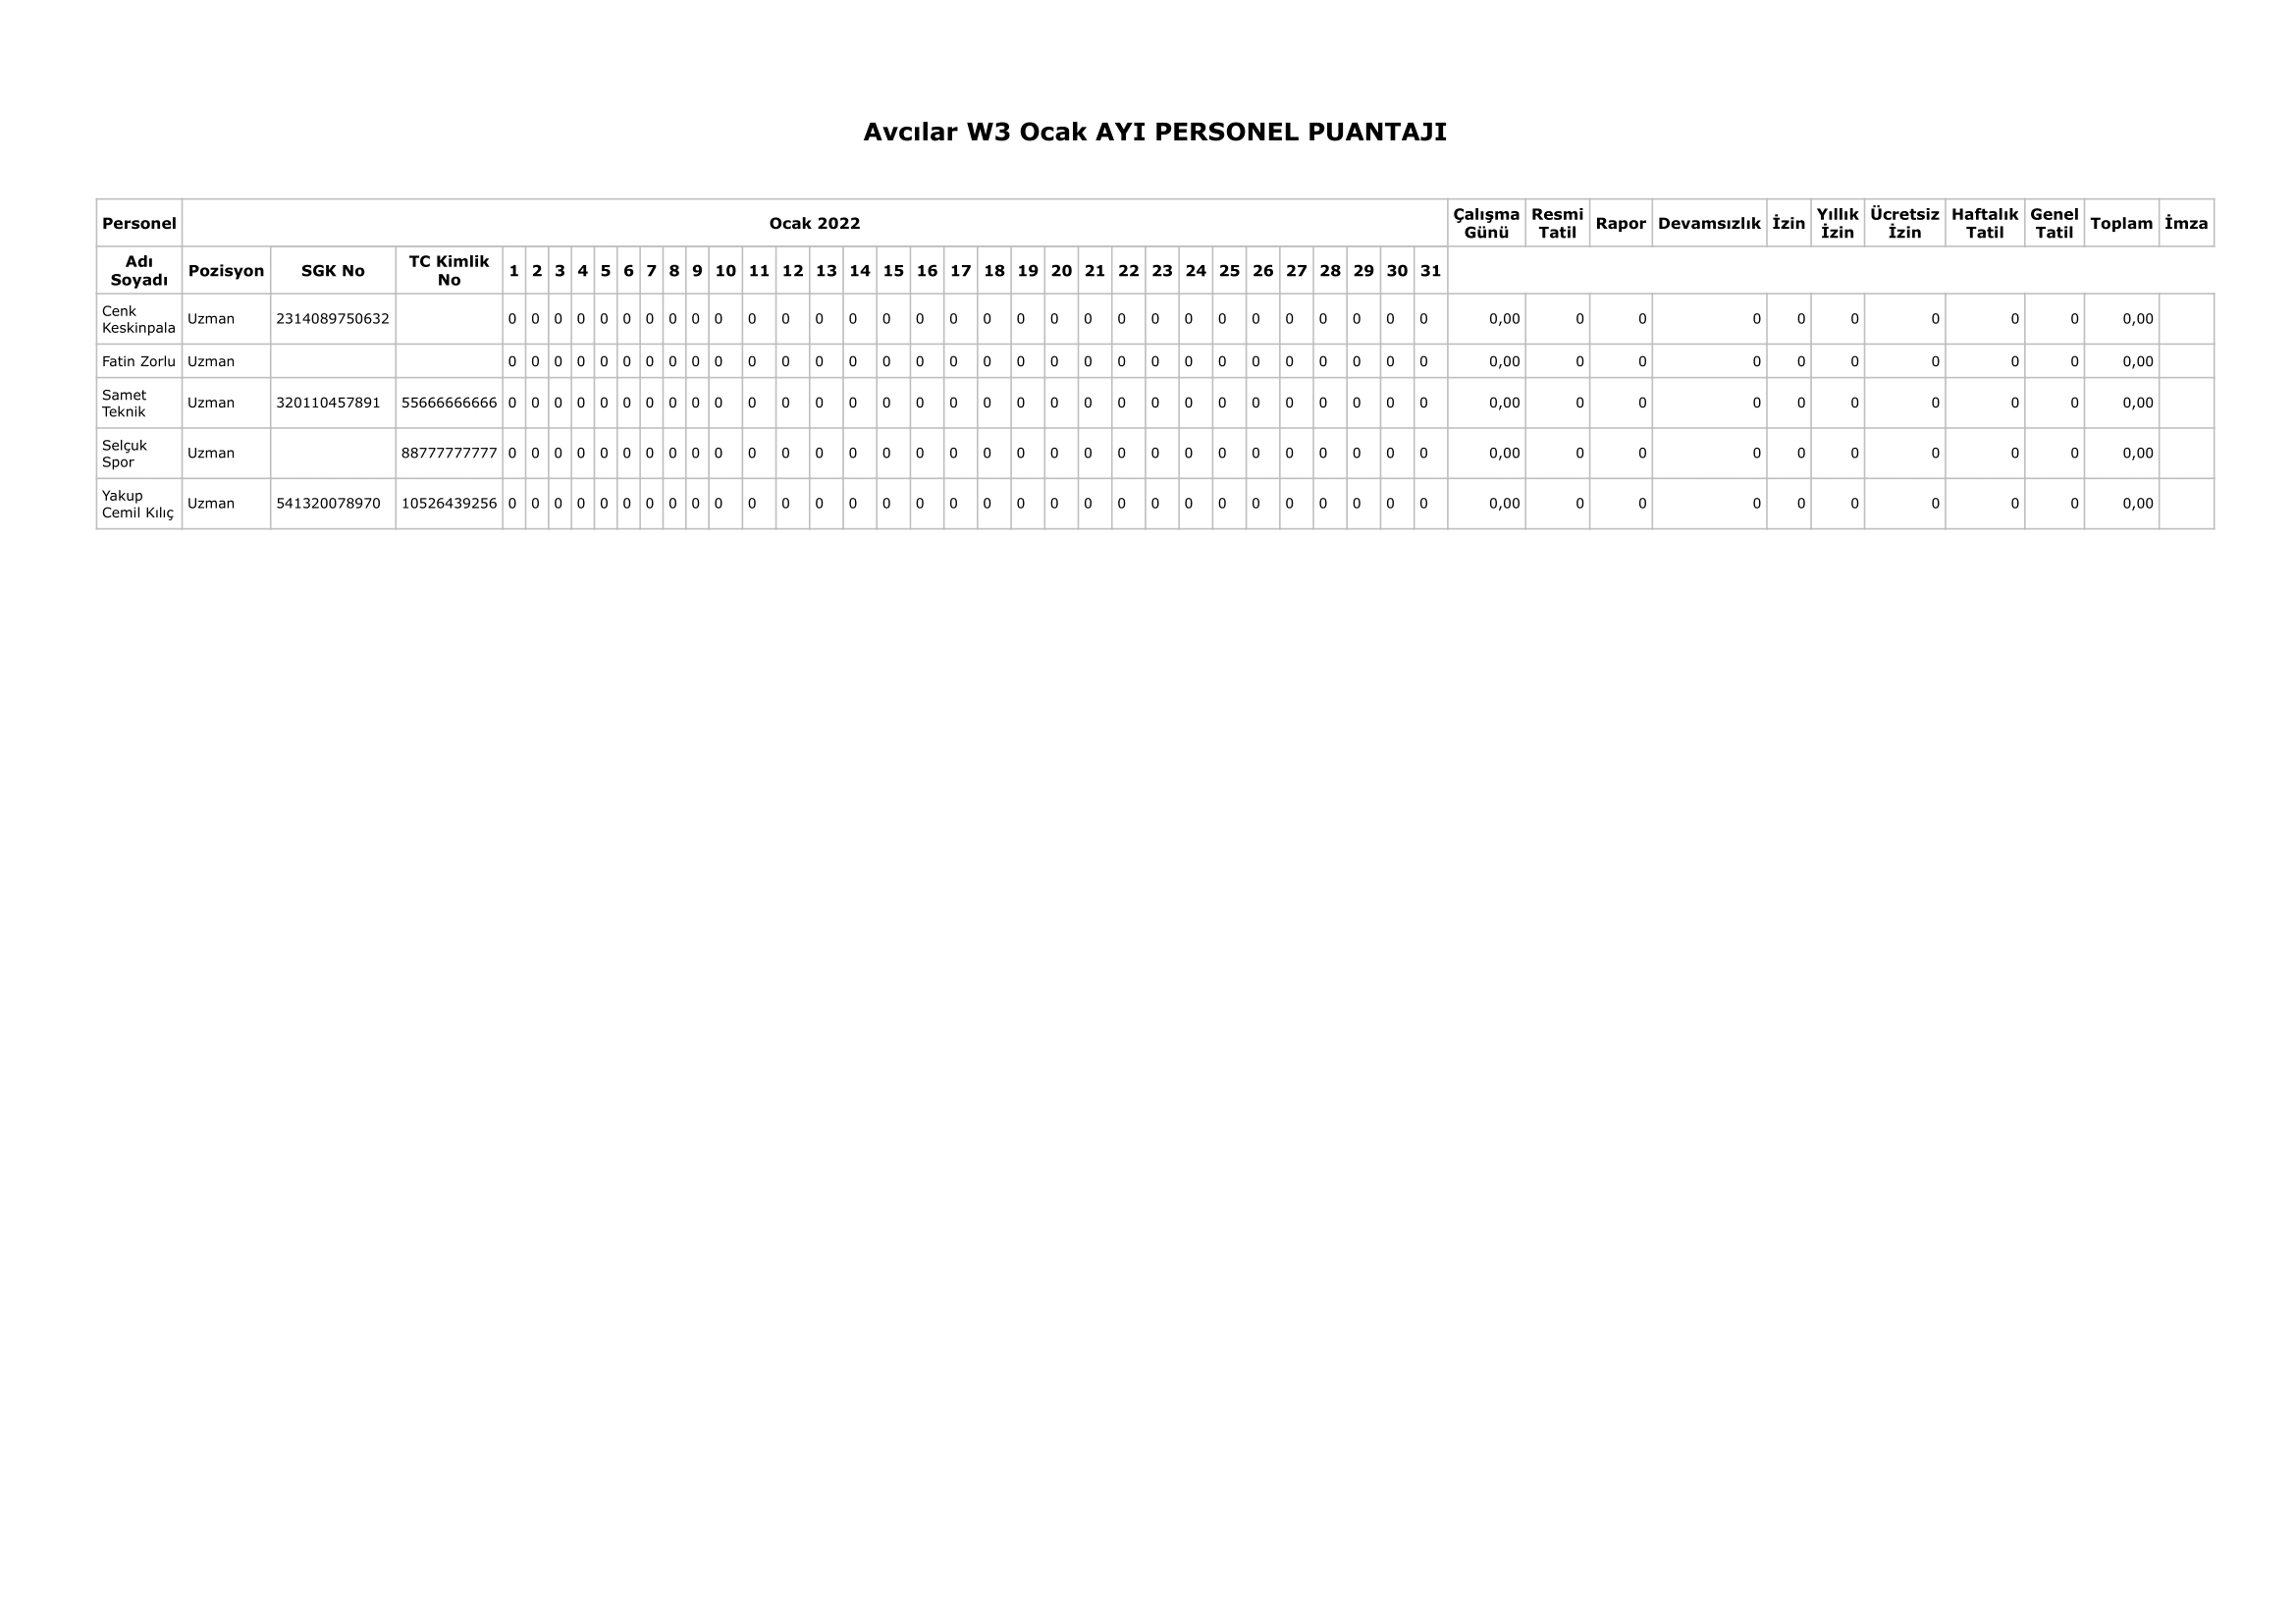 Avcılar W3 Ocak AYI PERSONEL PUANTAJI
Personel Ocak 2022 Çalışma Günü Resmi Tatil Rapor Devamsızlık İzin Yıllık İzin Ücretsiz İzin Haftalık Tatil Genel Tatil Toplam İmza
Adı Soyadı Pozisyon SGK No TC Kimlik No 1 2 3 4 5 6 7 8 9 10 11 12 13 14 15 16 17 18 19 20 21 22 23 24 25 26 27 28 29 30 31
Cenk Keskinpala Uzman 2314089750632 0 0 0 0 0 0 0 0 0 0 0 0 0 0 0 0 0 0 0 0 0 0 0 0 0 0 0 0 0 0 0 0,00 0 0 0 0 0 0 0 0 0,00
Fatin Zorlu Uzman 0 0 0 0 0 0 0 0 0 0 0 0 0 0 0 0 0 0 0 0 0 0 0 0 0 0 0 0 0 0 0 0,00 0 0 0 0 0 0 0 0 0,00
Samet Teknik Uzman 320110457891 55666666666 0 0 0 0 0 0 0 0 0 0 0 0 0 0 0 0 0 0 0 0 0 0 0 0 0 0 0 0 0 0 0 0,00 0 0 0 0 0 0 0 0 0,00
Selçuk Spor Uzman 88777777777 0 0 0 0 0 0 0 0 0 0 0 0 0 0 0 0 0 0 0 0 0 0 0 0 0 0 0 0 0 0 0 0,00 0 0 0 0 0 0 0 0 0,00
Yakup Cemil Kılıç Uzman 541320078970 10526439256 0 0 0 0 0 0 0 0 0 0 0 0 0 0 0 0 0 0 0 0 0 0 0 0 0 0 0 0 0 0 0 0,00 0 0 0 0 0 0 0 0 0,00